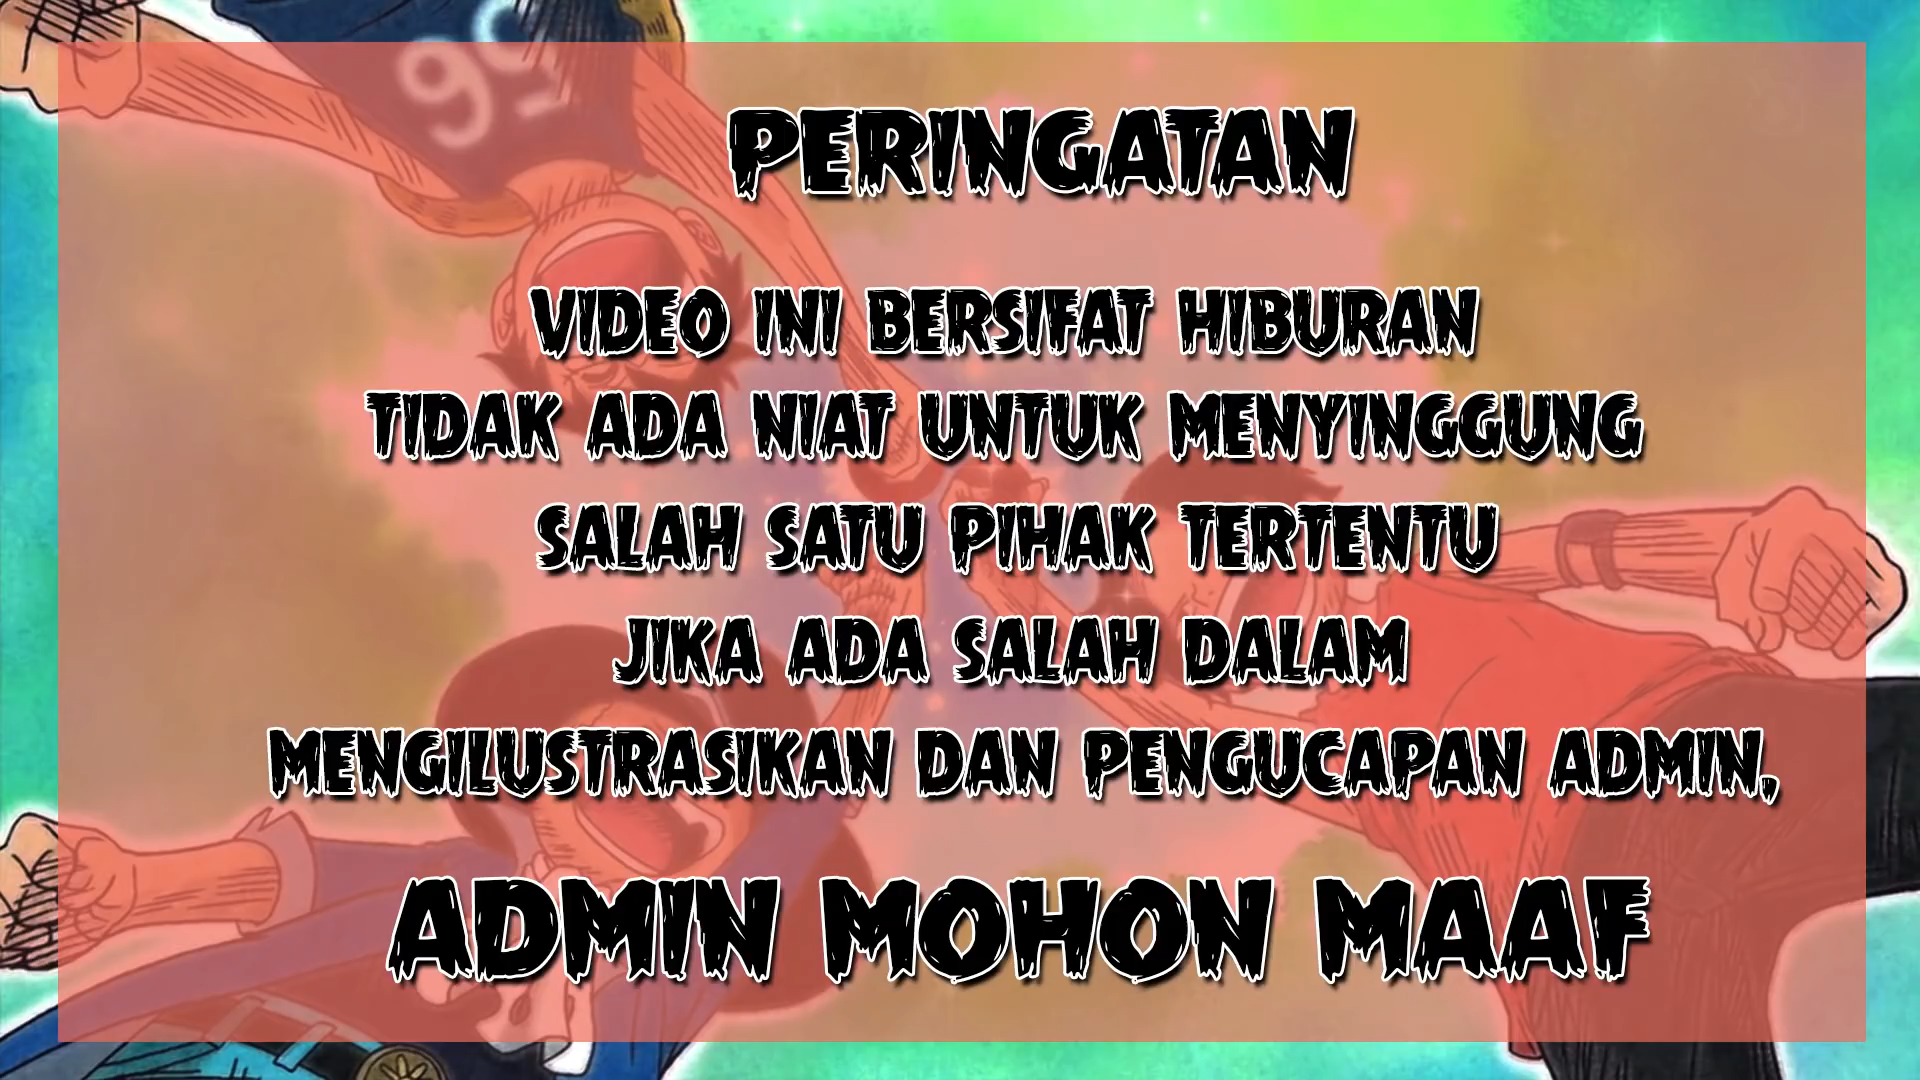 PERINGATAN
VIDEO INI BERSIFAT HIBURAN
TIDAK ADA NIAT UNTUK MENYINGGUNG
SALAH SATU PIHAK TERTENTU
JIKA ADA SALAH DALAM
MENGILUSTRASIKAN DAN PENGUCAPAN ADMIN,
ADMIN MOHON MAAF